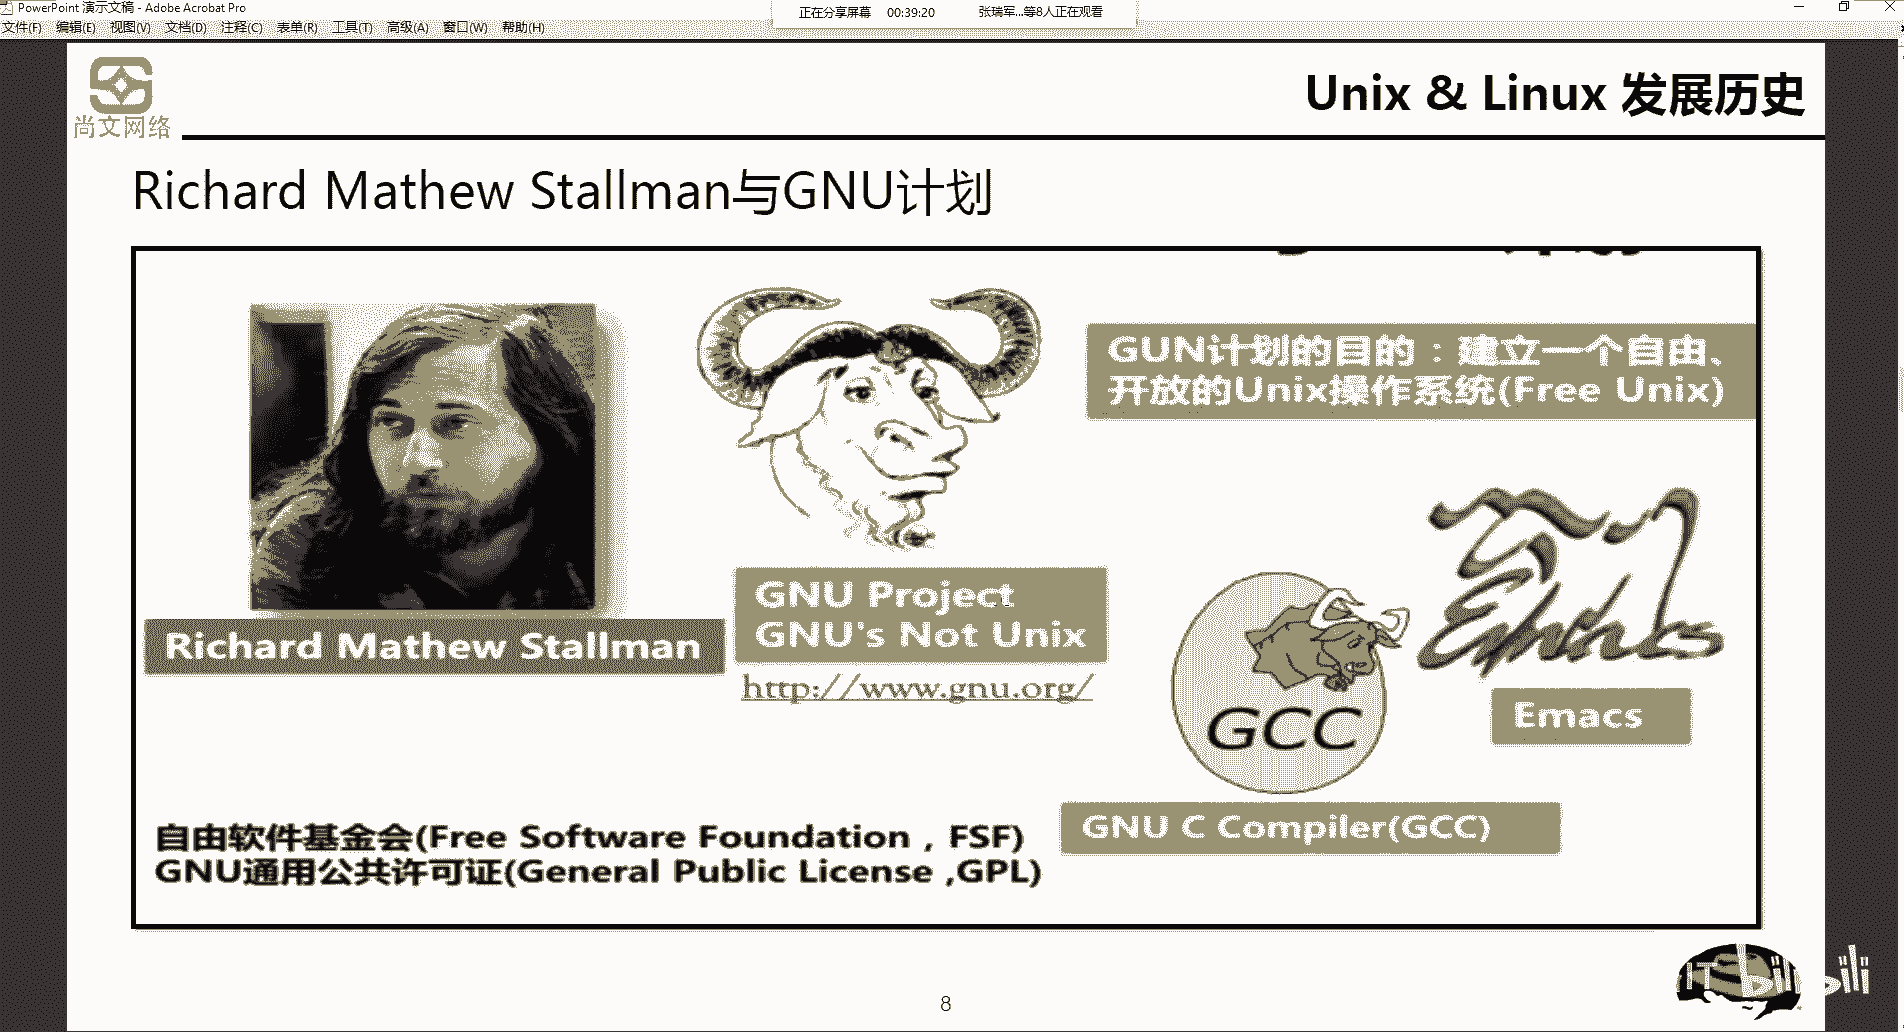 PowerPoint 演示文稿 - Adobe Acrobat Pro
正在分享屏幕 00:39:20 张瑞军...等8人正在观看
文件(F) 编辑(E) 视图(V) 文档(D) 注释(C) 表单(R) 工具(T) 高级(A) 窗口(W) 帮助(H)
尚文网络
Unix & Linux 发展历史
Richard Mathew Stallman与GNU计划
GUN计划的目的：建立一个自由、
开放的Unix操作系统(Free Unix)
Richard Mathew Stallman
GNU Project
GNU's Not Unix
http://www.gnu.org/
GCC
Emacs
Emacs
GNU C Compiler(GCC)
自由软件基金会(Free Software Foundation，FSF)
GNU通用公共许可证(General Public License ,GPL)
8
IT
bilibili